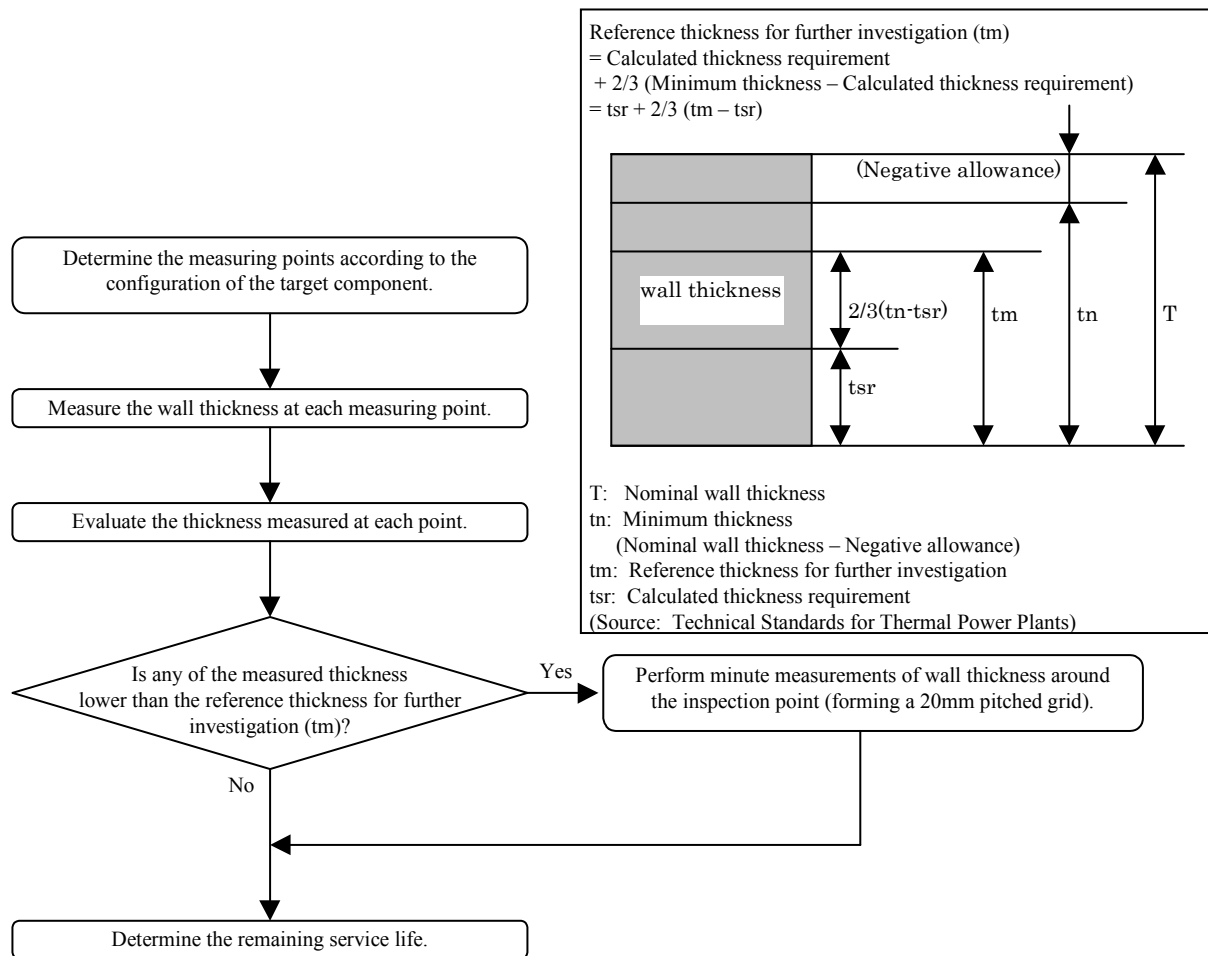 Reference thickness for further investigation (tm)
= Calculated thickness requirement
+ 2/3 (Minimum thickness – Calculated thickness requirement)
= tsr + 2/3 (tm – tsr)
(Negative allowance)
wall thickness
2/3(tn-tsr)
tm
tn
T
tsr
T: Nominal wall thickness
tn: Minimum thickness
(Nominal wall thickness – Negative allowance)
tm: Reference thickness for further investigation
tsr: Calculated thickness requirement
(Source: Technical Standards for Thermal Power Plants)
Determine the measuring points according to the
configuration of the target component.
Measure the wall thickness at each measuring point.
Evaluate the thickness measured at each point.
Is any of the measured thickness
lower than the reference thickness for further
investigation (tm)?
Yes
Perform minute measurements of wall thickness around
the inspection point (forming a 20mm pitched grid).
No
Determine the remaining service life.